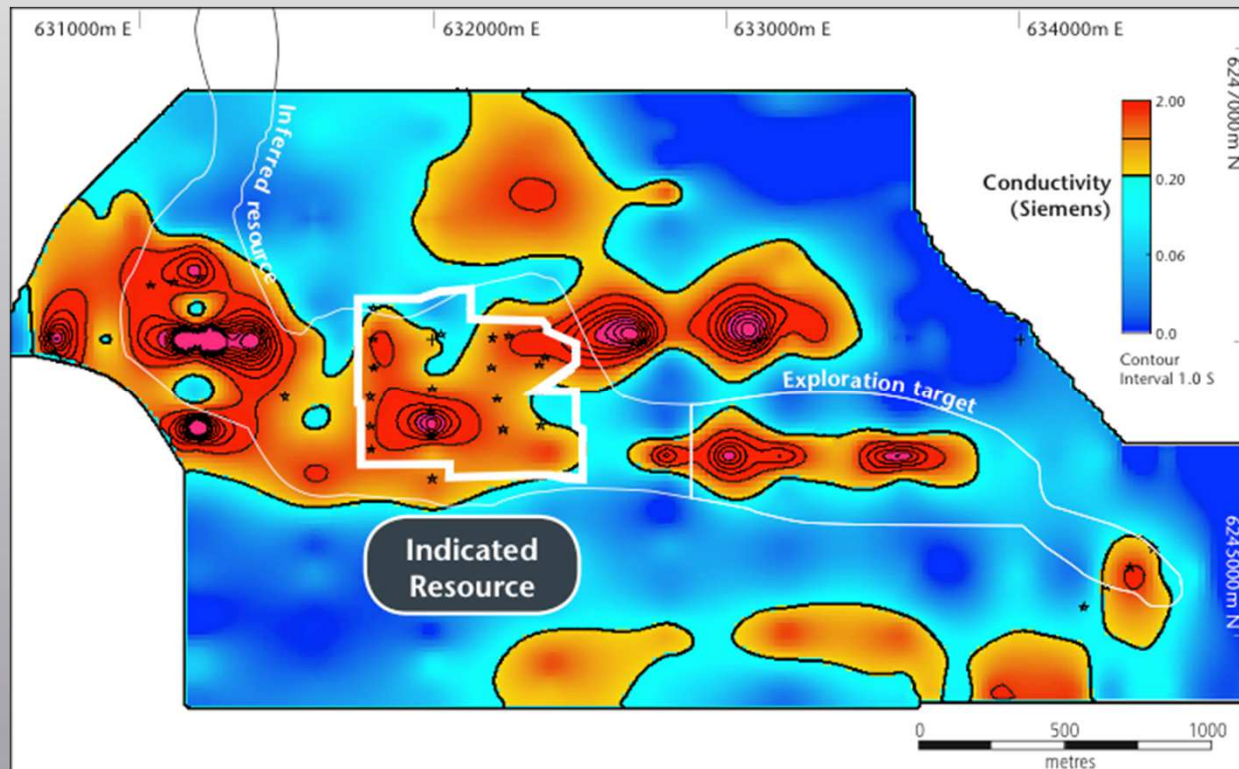 631000m E
632000m E
633000m E
634000m E
6247000m N
Inferred resource
Conductivity
(Siemens)
2.00
0.20
0.06
0.0
Contour
Interval 1.0 S
Exploration target
Indicated
Resource
6245000m N
0
500
1000
metres